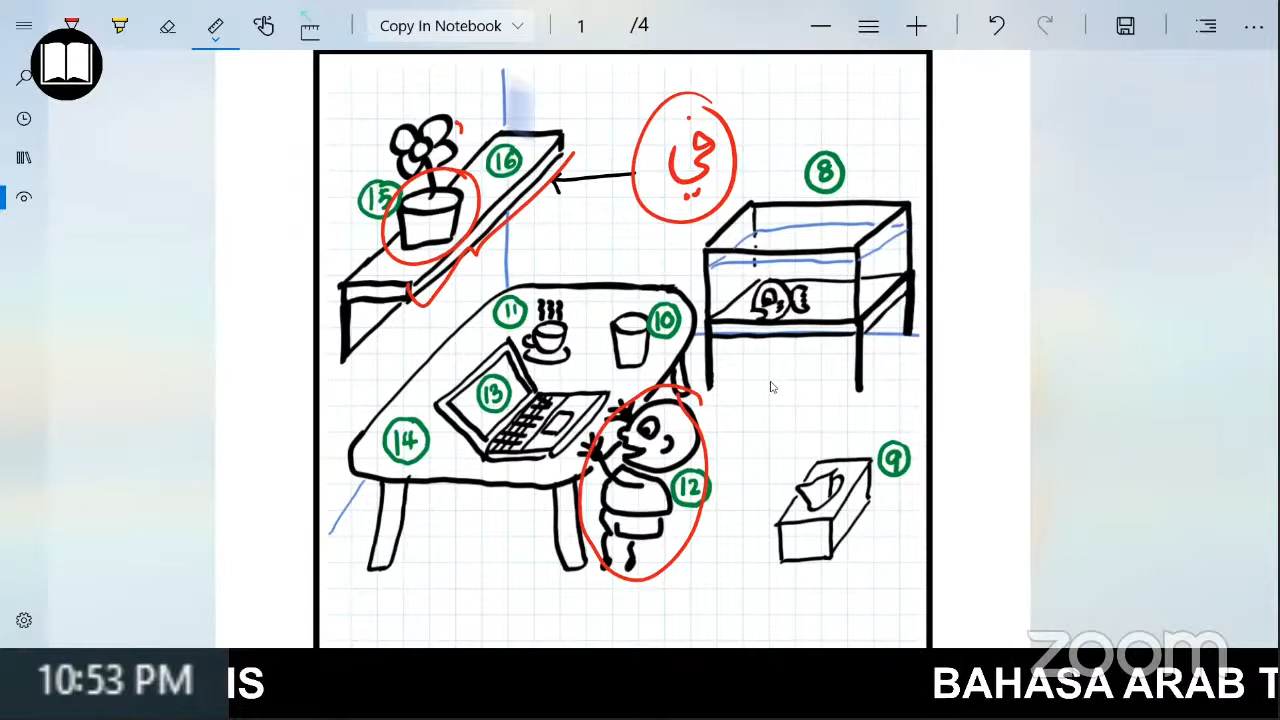 Copy In Notebook
1 /4
في
16
8
15
11
10
13
14
12
9
zoom
10:53 PM
IS
BAHASA ARAB T